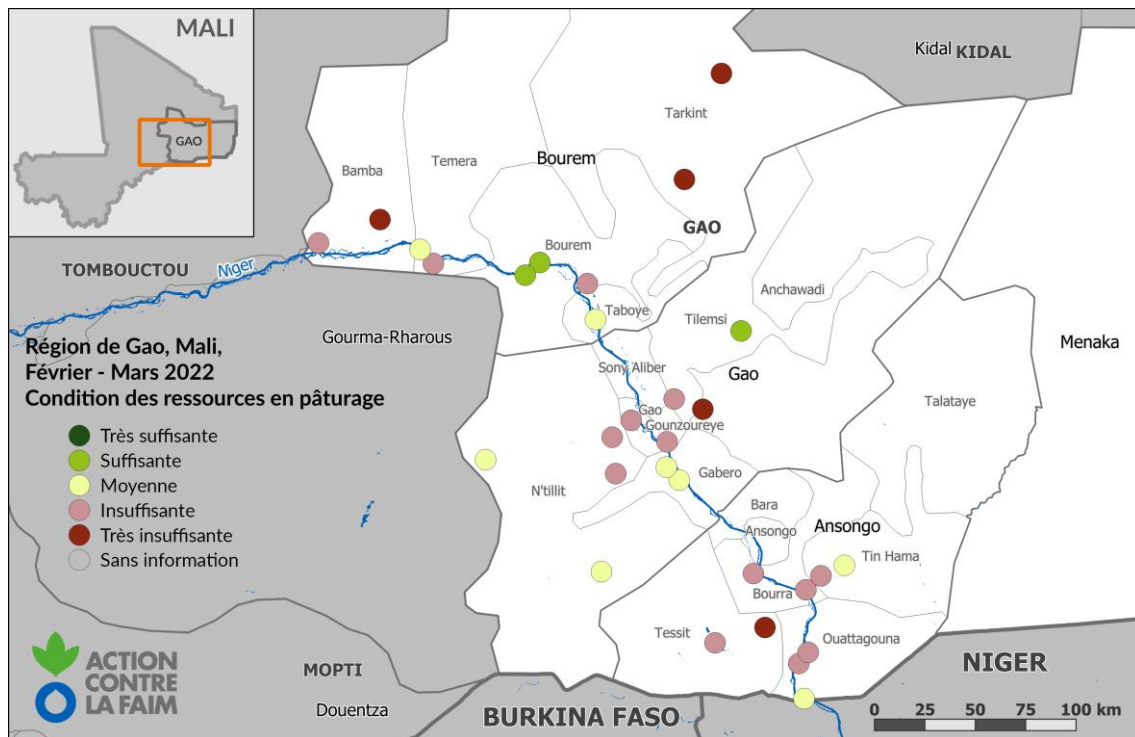 MALI
GAO
Kidal
KIDAL
Tarkint
Bourem
Temera
Bamba
GAO
Bourem
TOMBOUCTOU
Niger
Anchawadi
Taboye
Tilemsi
Gourma-Rharous
Menaka
Région de Gao, Mali,
Février - Mars 2022
Condition des ressources en pâturage
Très suffisante
Suffisante
Moyenne
Insuffisante
Très insuffisante
Sans information
Sony Aliber
Gao
Talataye
Gao
Gounzoureye
Gabero
N'tillit
Bara
Ansongo
Ansongo
Tin Hama
Bourra
Tessit
Ouattagouna
ACTION
CONTRE
LA FAIM
MOPTI
Douentza
BURKINA FASO
NIGER
0 25 50 75 100 km